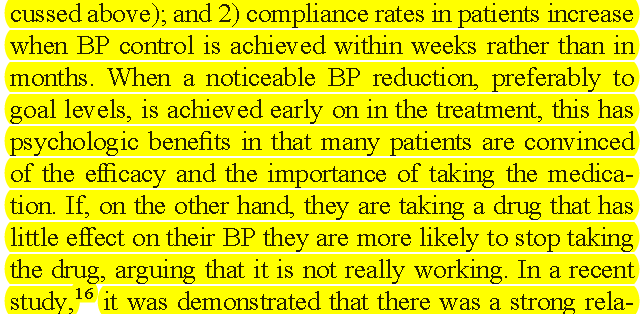 cussed above); and 2) compliance rates in patients increase
when BP control is achieved within weeks rather than in
months. When a noticeable BP reduction, preferably to
goal levels, is achieved early on in the treatment, this has
psychologic benefits in that many patients are convinced
of the efficacy and the importance of taking the medica-
tion. If, on the other hand, they are taking a drug that has
little effect on their BP they are more likely to stop taking
the drug, arguing that it is not really working. In a recent
study,¹⁶ it was demonstrated that there was a strong rela-